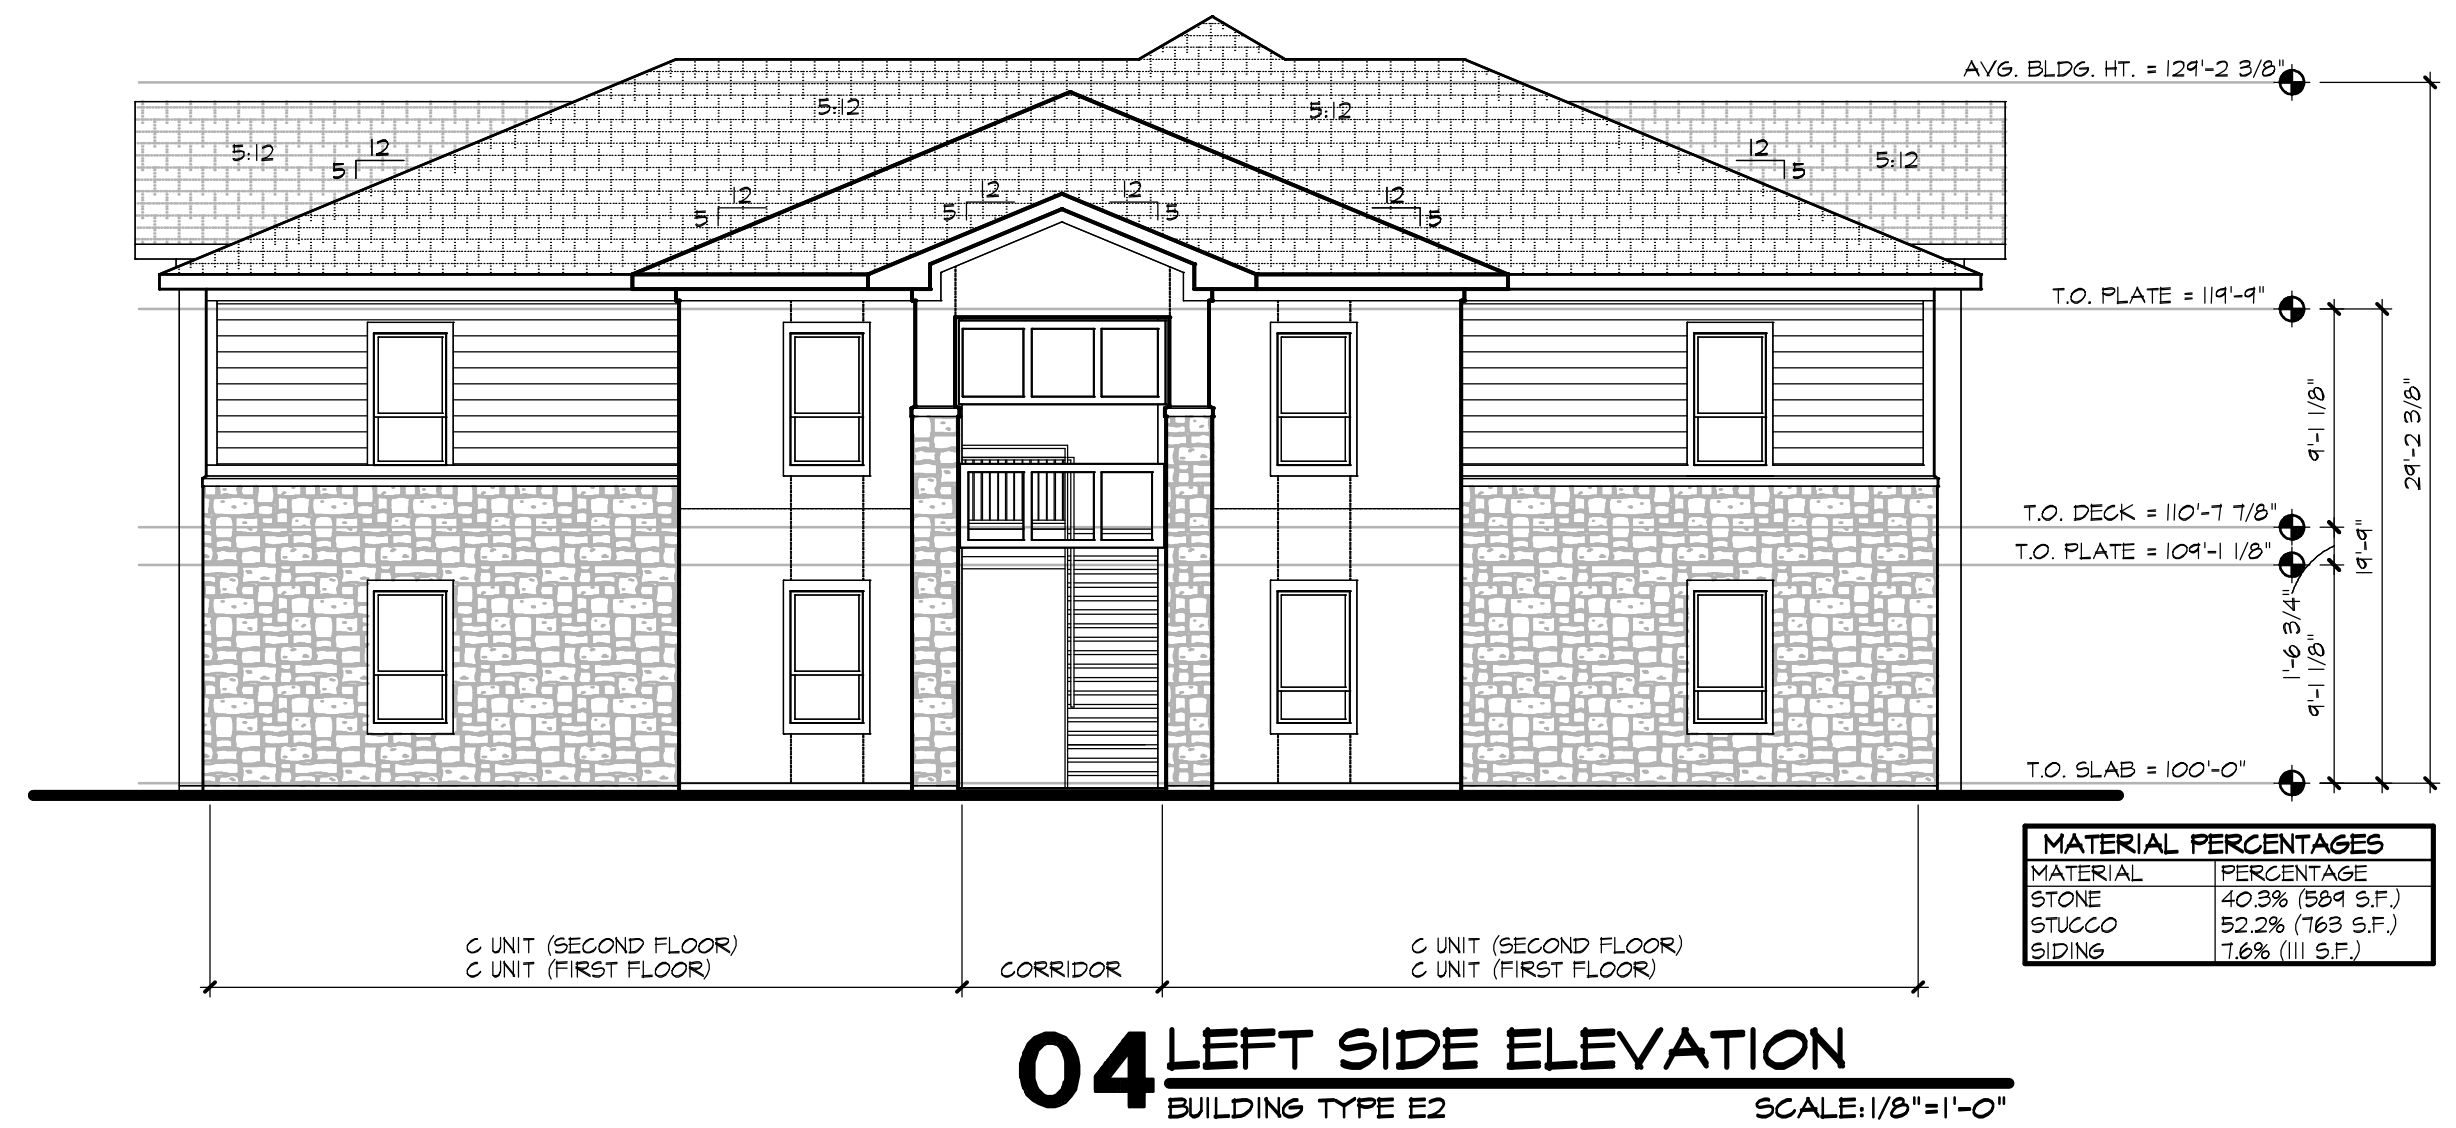 AVG. BLDG. HT. = 129'-2 3/8"
5:12
5:12
5:12
5:12
12
5
12
5
12
5
12
5
12
5
12
5
T.O. PLATE = 119'-9"
9'-1 1/8"
29'-2 3/8"
T.O. DECK = 110'-7 7/8"
T.O. PLATE = 109'-1 1/8"
19'-9"
1'-6 3/4"
9'-1 1/8"
T.O. SLAB = 100'-0"
MATERIAL PERCENTAGES
MATERIAL PERCENTAGE
STONE 40.3% (589 S.F.)
STUCCO 52.2% (763 S.F.)
SIDING 7.6% (111 S.F.)
C UNIT (SECOND FLOOR)
C UNIT (FIRST FLOOR)
CORRIDOR
C UNIT (SECOND FLOOR)
C UNIT (FIRST FLOOR)
04 LEFT SIDE ELEVATION
BUILDING TYPE E2 SCALE:1/8"=1'-0"